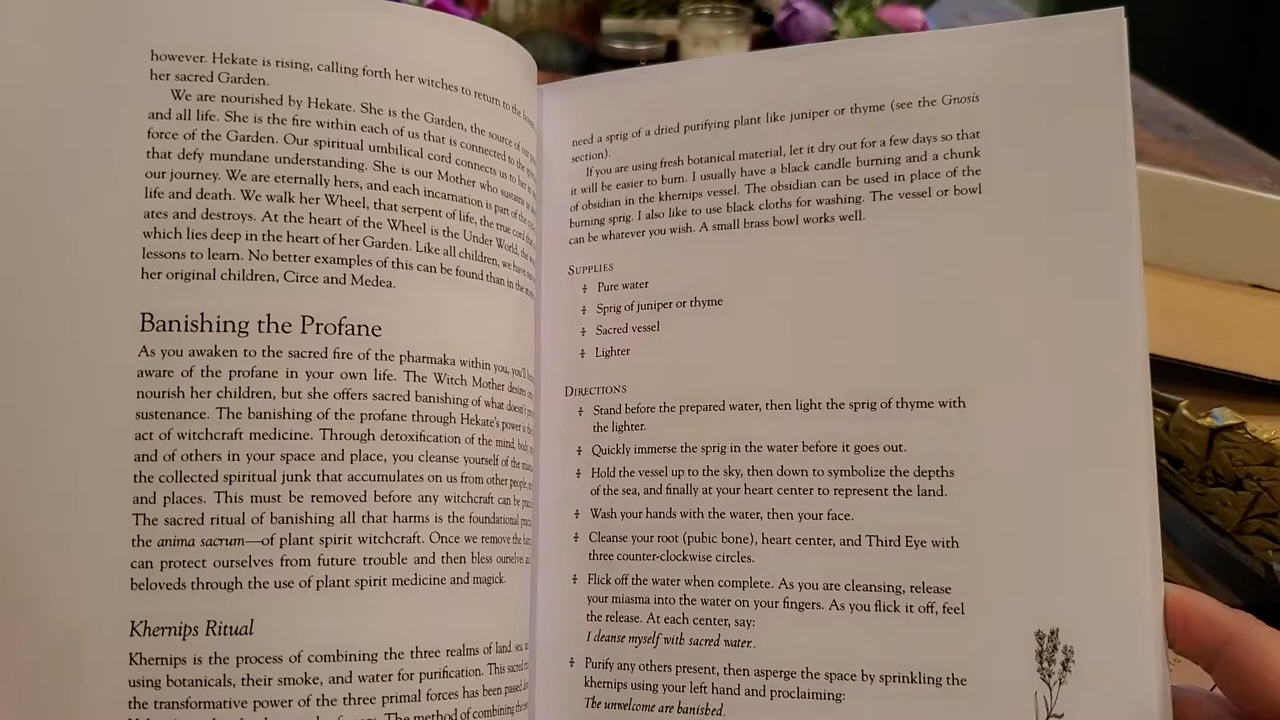 however. Hekate is rising, calling forth her witches to return to the
her sacred Garden.
We are nourished by Hekate. She is the Garden, the source of our
and all life. She is the fire within each of us that is connected to the
force of the Garden. Our spiritual umbilical cord connects us to her
that defy mundane understanding. She is our Mother who sustains
our journey. We are eternally hers, and each incarnation is part of the
life and death. We walk her Wheel, that serpent of life, the true cord that
ates and destroys. At the heart of the Wheel is the Under World, the
which lies deep in the heart of her Garden. Like all children, we have our
lessons to learn. No better examples of this can be found than in the
her original children, Circe and Medea.
Banishing the Profane
As you awaken to the sacred fire of the pharmaka within you, you'll
aware of the profane in your own life. The Witch Mother desires
nourish her children, but she offers sacred banishing of what doesn't
sustenance. The banishing of the profane through Hekate's power is the
act of witchcraft medicine. Through detoxification of the mind, body,
and of others in your space and place, you cleanse yourself of the
the collected spiritual junk that accumulates on us from other people,
and places. This must be removed before any witchcraft can be
The sacred ritual of banishing all that harms is the foundational
the anima sacrum—of plant spirit witchcraft. Once we remove the
can protect ourselves from future trouble and then bless ourselves
beloveds through the use of plant spirit medicine and magick.
Khernips Ritual
Khernips is the process of combining the three realms of land, sea,
using botanicals, their smoke, and water for purification. This sacred
the transformative power of the three primal forces has been passed
The method of combining these
need a sprig of a dried purifying plant like juniper or thyme (see the Gnosis
section).
If you are using fresh botanical material, let it dry out for a few days so that
it will be easier to burn. I usually have a black candle burning and a chunk
of obsidian in the khernips vessel. The obsidian can be used in place of the
burning sprig. I also like to use black cloths for washing. The vessel or bowl
can be whatever you wish. A small brass bowl works well.
SUPPLIES
Pure water
Sprig of juniper or thyme
Sacred vessel
Lighter
DIRECTIONS
Stand before the prepared water, then light the sprig of thyme with
the lighter.
Quickly immerse the sprig in the water before it goes out.
Hold the vessel up to the sky, then down to symbolize the depths
of the sea, and finally at your heart center to represent the land.
Wash your hands with the water, then your face.
Cleanse your root (pubic bone), heart center, and Third Eye with
three counter-clockwise circles.
Flick off the water when complete. As you are cleansing, release
your miasma into the water on your fingers. As you flick it off, feel
the release. At each center, say:
I cleanse myself with sacred water..
Purify any others present, then asperge the space by sprinkling the
khernips using your left hand and proclaiming:
The unwelcome are banished.